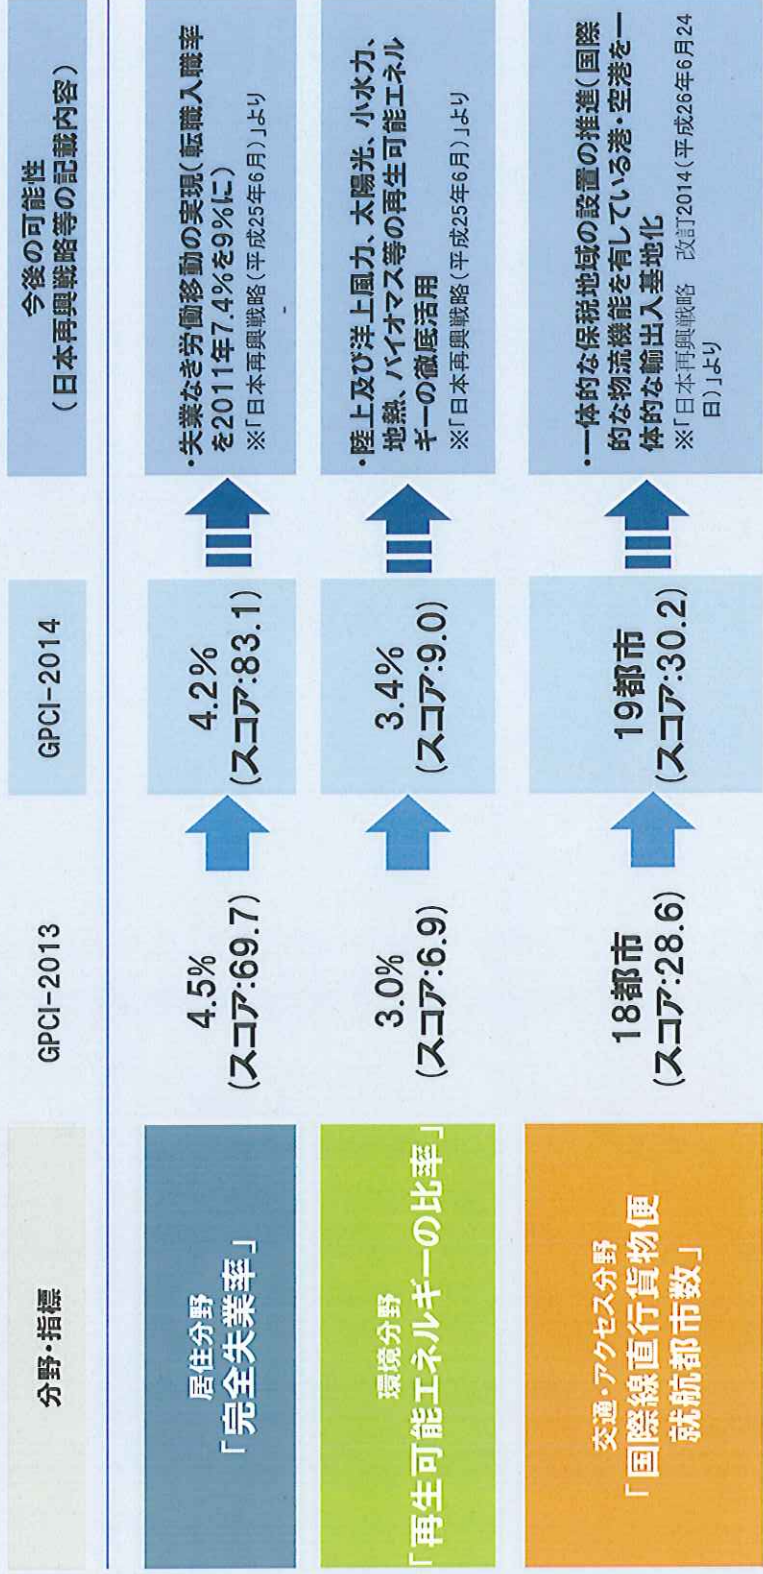 分野・指標
GPCI-2013
GPCI-2014
今後の可能性
(日本再興戦略等の記載内容)
居住分野
「完全失業率」
4.5%
(スコア:69.7)
4.2%
(スコア:83.1)
・失業なき労働移動の実現(転職入職率
を2011年7.4%を9%に)
※「日本再興戦略(平成25年6月)」より
環境分野
「再生可能エネルギーの比率」
3.0%
(スコア:6.9)
3.4%
(スコア:9.0)
・陸上及び洋上風力、太陽光、小水力、
地熱、バイオマス等の再生可能エネル
ギーの徹底活用
※「日本再興戦略(平成25年6月)」より
交通・アクセス分野
「国際線直行貨物便
就航都市数」
18都市
(スコア:28.6)
19都市
(スコア:30.2)
・一体的な保税地域の設置の推進(国際
的な物流機能を有している港・空港を一
体的な輸出入基地化
※「日本再興戦略 改訂2014(平成26年6月24
日)」より